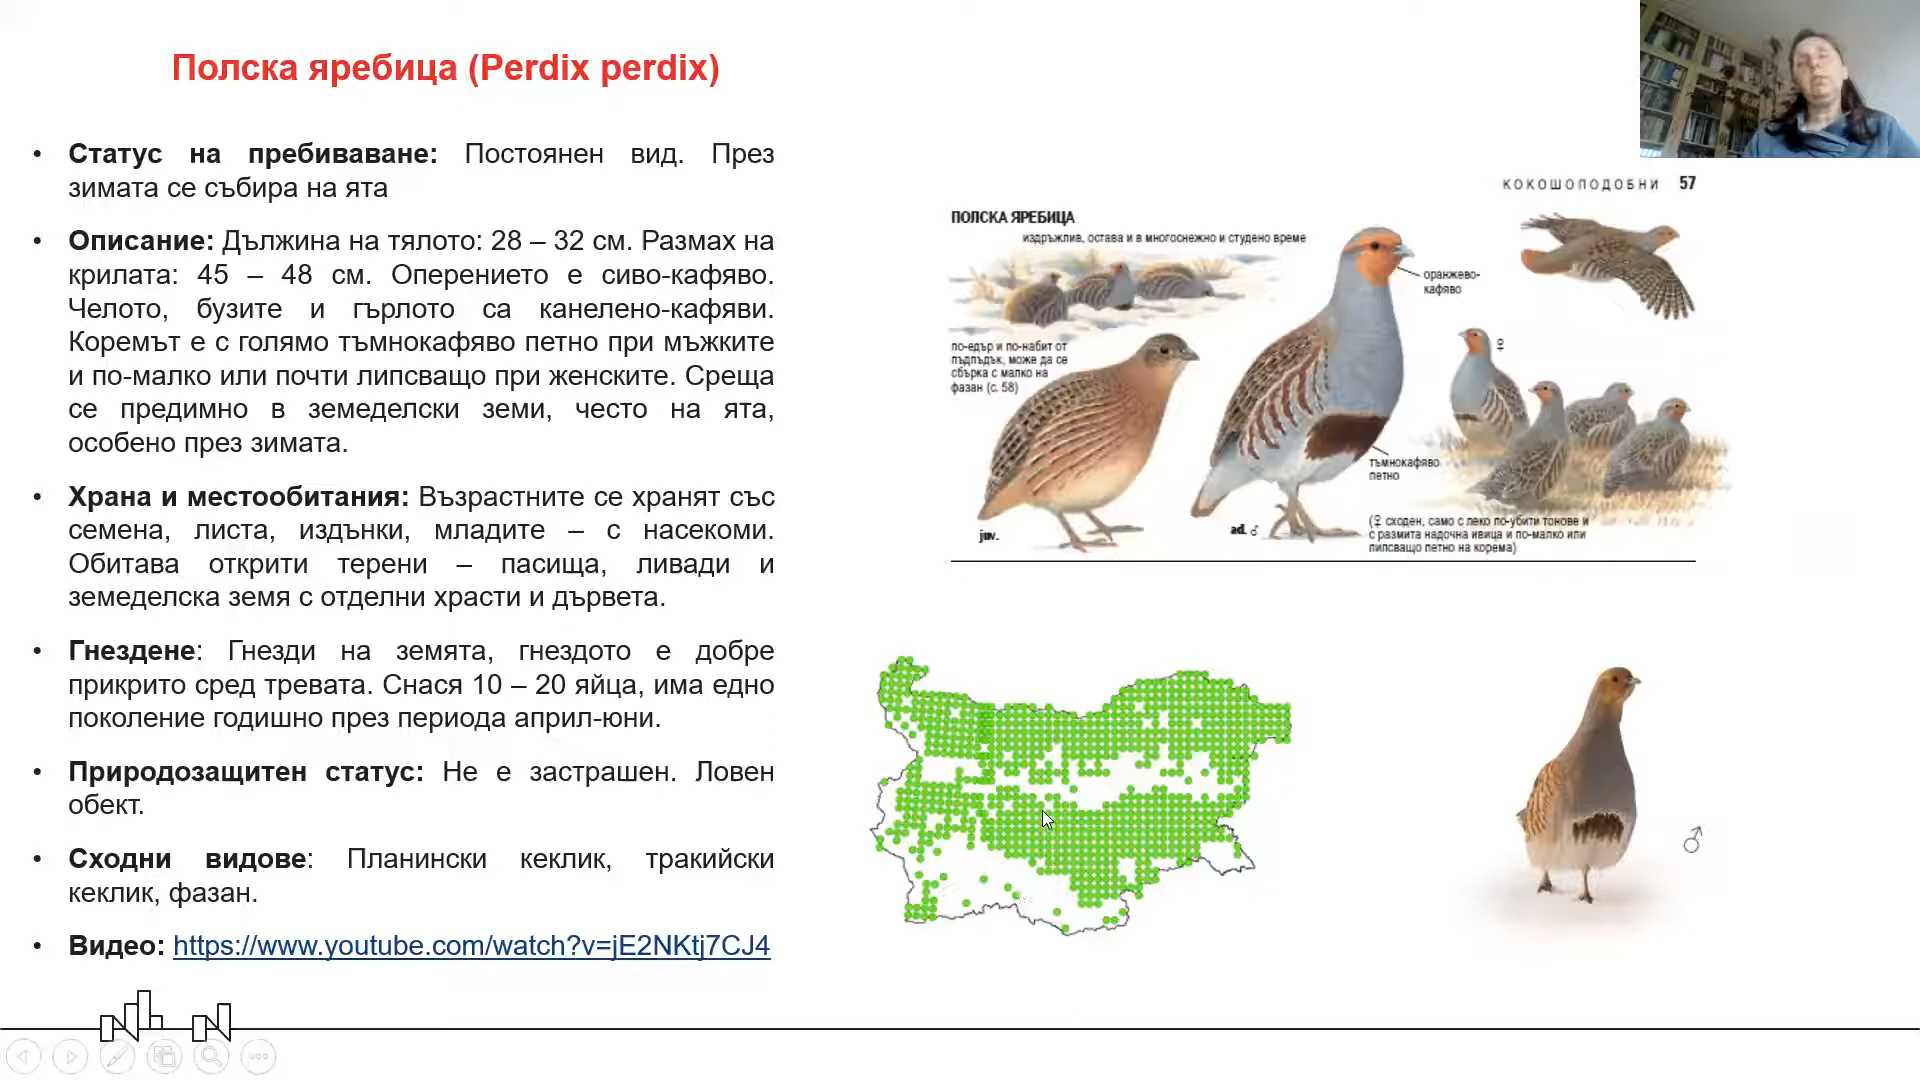 Полска яребица (Perdix perdix)
• Статус на пребиваване: Постоянен вид. През
зимата се събира на ята
• Описание: Дължина на тялото: 28 – 32 см. Размах на
крилата: 45 – 48 см. Оперението е сиво-кафяво.
Челото, бузите и гърлото са канелено-кафяви.
Коремът е с голямо тъмнокафяво петно при мъжките
и по-малко или почти липсващо при женските. Среща
се предимно в земеделски земи, често на ята,
особено през зимата.
• Храна и местообитания: Възрастните се хранят със
семена, листа, издънки, младите – с насекоми.
Обитава открити терени – пасища, ливади и
земеделска земя с отделни храсти и дървета.
• Гнездене: Гнезди на земята, гнездото е добре
прикрито сред тревата. Снася 10 – 20 яйца, има едно
поколение годишно през периода април-юни.
• Природозащитен статус: Не е застрашен. Ловен
обект.
• Сходни видове: Планински кеклик, тракийски
кеклик, фазан.
• Видео: https://www.youtube.com/watch?v=jE2NKtj7CJ4
КОКОШОПОДОБНИ 57
ПОЛСКА ЯРЕБИЦА
издръжлив, остава и в многоснежно и студено време
оранжево-
кафяво
♀
по-едър и по-набит от
пъдпъдък, може да се
сбърка с малко на
фазан (с. 58)
тъмнокафяво
петно
juv.
ad. ♂
(♀ сходен, само с леко по-убити тонове и
с размита надочна ивица и по-малко или
липсващо петно на корема)
♂